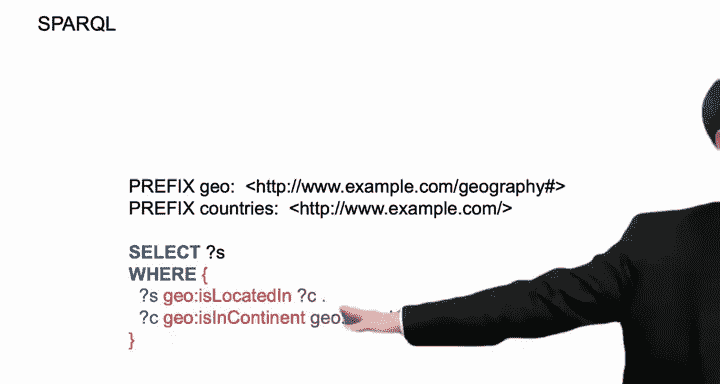 SPARQL
PREFIX geo: <http://www.example.com/geography#>
PREFIX countries: <http://www.example.com/>
SELECT ?s
WHERE {
?s geo:isLocatedIn ?c .
?c geo:isInContinent geo:
}